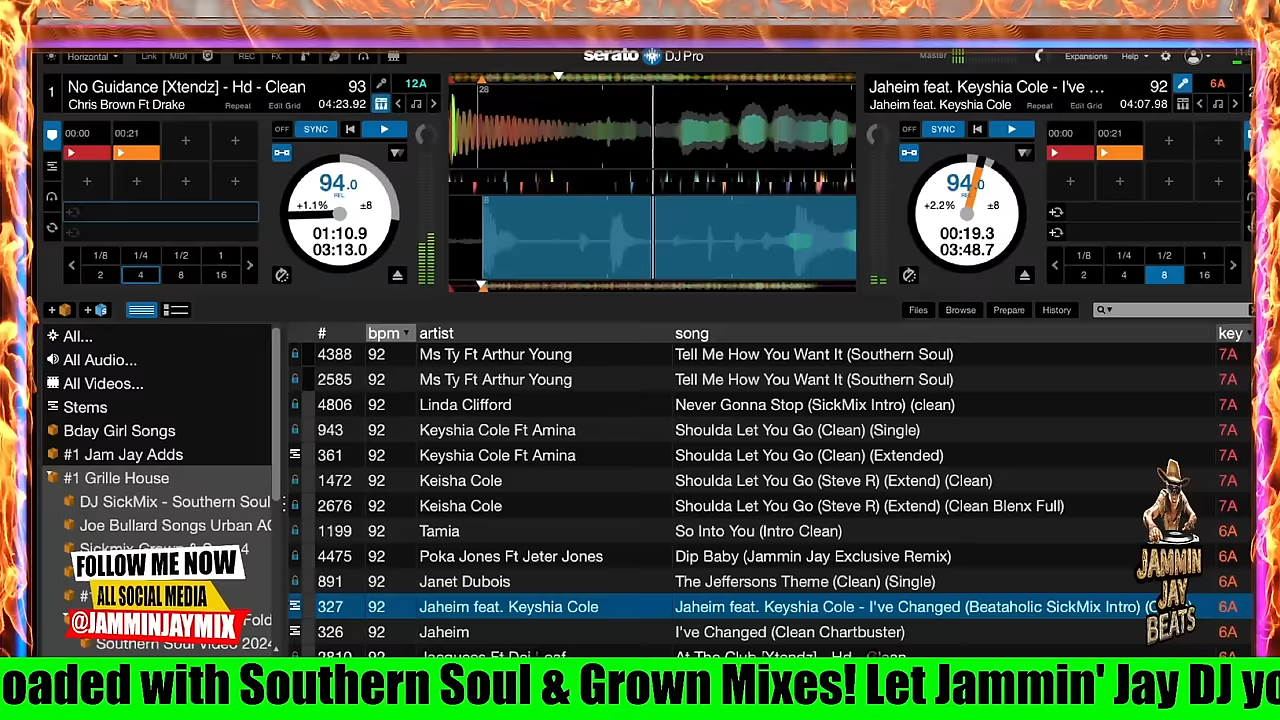 Horizontal Link MIDI REC FX serato DJ Pro Master Expansions Help
1 No Guidance [Xtendz] - Hd - Clean 93 12A
Chris Brown Ft Drake Repeat Edit Grid 04:23.92
00:00 00:21
OFF SYNC
94.0
REL
+1.1% ±8
01:10.9
03:13.0
1/8 1/4 1/2 1
2 4 8 16
28
8
Jaheim feat. Keyshia Cole - I've ... 92 6A
Jaheim feat. Keyshia Cole Repeat Edit Grid 04:07.98
OFF SYNC
94.0
REL
+2.2% ±8
00:19.3
03:48.7
00:00 00:21
1/8 1/4 1/2 1
2 4 8 16
Files Browse Prepare History
All...
All Audio...
All Videos...
Stems
Bday Girl Songs
#1 Jam Jay Adds
#1 Grille House
DJ SickMix - Southern Soul
Joe Bullard Songs Urban AC
Southern Soul Video 2024
# bpm artist song key
4388 92 Ms Ty Ft Arthur Young Tell Me How You Want It (Southern Soul) 7A
2585 92 Ms Ty Ft Arthur Young Tell Me How You Want It (Southern Soul) 7A
4806 92 Linda Clifford Never Gonna Stop (SickMix Intro) (clean) 7A
943 92 Keyshia Cole Ft Amina Shoulda Let You Go (Clean) (Single) 7A
361 92 Keyshia Cole Ft Amina Shoulda Let You Go (Clean) (Extended) 7A
1472 92 Keisha Cole Shoulda Let You Go (Steve R) (Extend) (Clean) 7A
2676 92 Keisha Cole Shoulda Let You Go (Steve R) (Extend) (Clean Blenx Full) 7A
1199 92 Tamia So Into You (Intro Clean) 6A
4475 92 Poka Jones Ft Jeter Jones Dip Baby (Jammin Jay Exclusive Remix) 6A
891 92 Janet Dubois The Jeffersons Theme (Clean) (Single) 6A
327 92 Jaheim feat. Keyshia Cole Jaheim feat. Keyshia Cole - I've Changed (Beataholic SickMix Intro) (C 6A
326 92 Jaheim I've Changed (Clean Chartbuster) 6A
FOLLOW ME NOW
ALL SOCIAL MEDIA
@JAMMINJAYMIX
JAMMIN
JAY
BEATS
oaded with Southern Soul & Grown Mixes! Let Jammin' Jay DJ yo